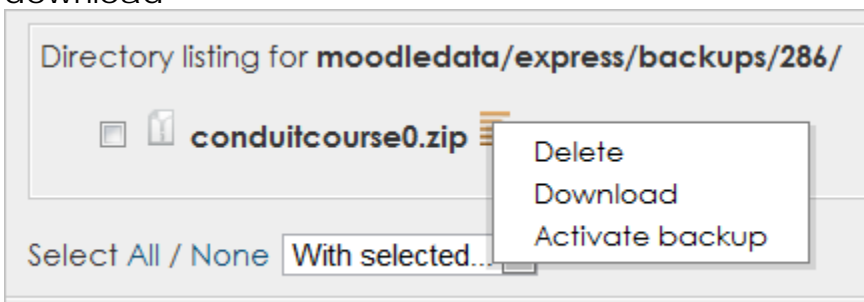 download
Directory listing for moodledata/express/backups/286/
conduitcourse0.zip
Delete
Download
Activate backup
Select All / None With selected...